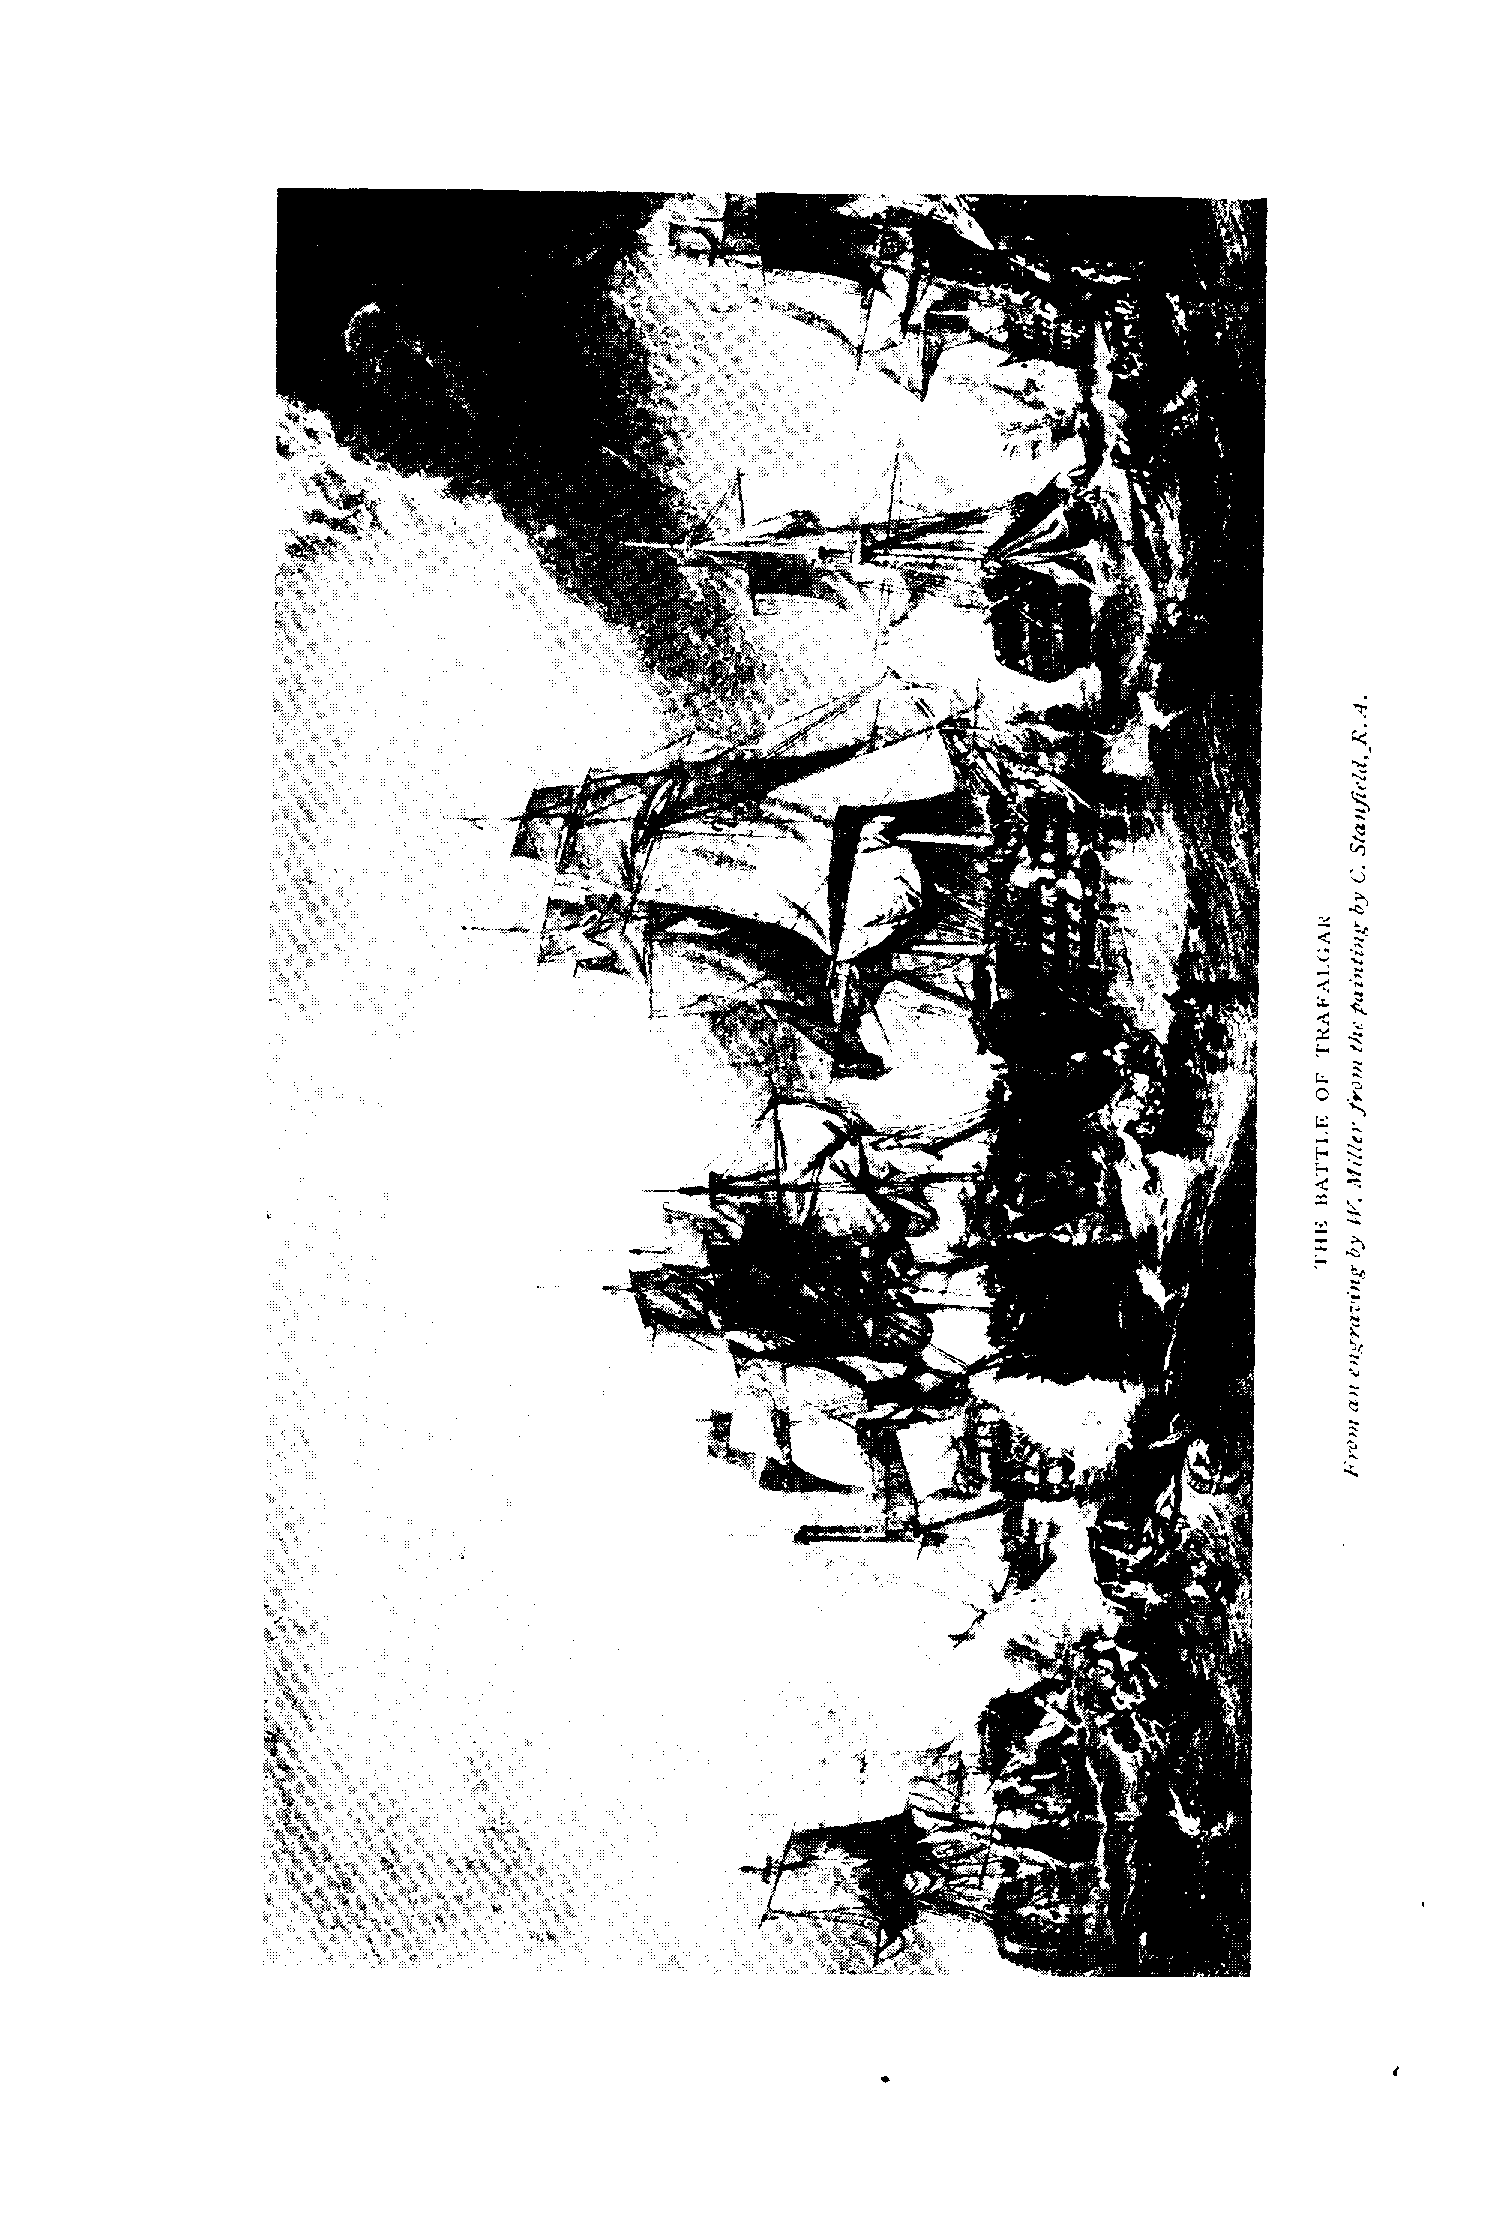 THE BATTLE OF TRAFALGAR
From an engraving by W. Miller from the painting by C. Stanfield, R.A.